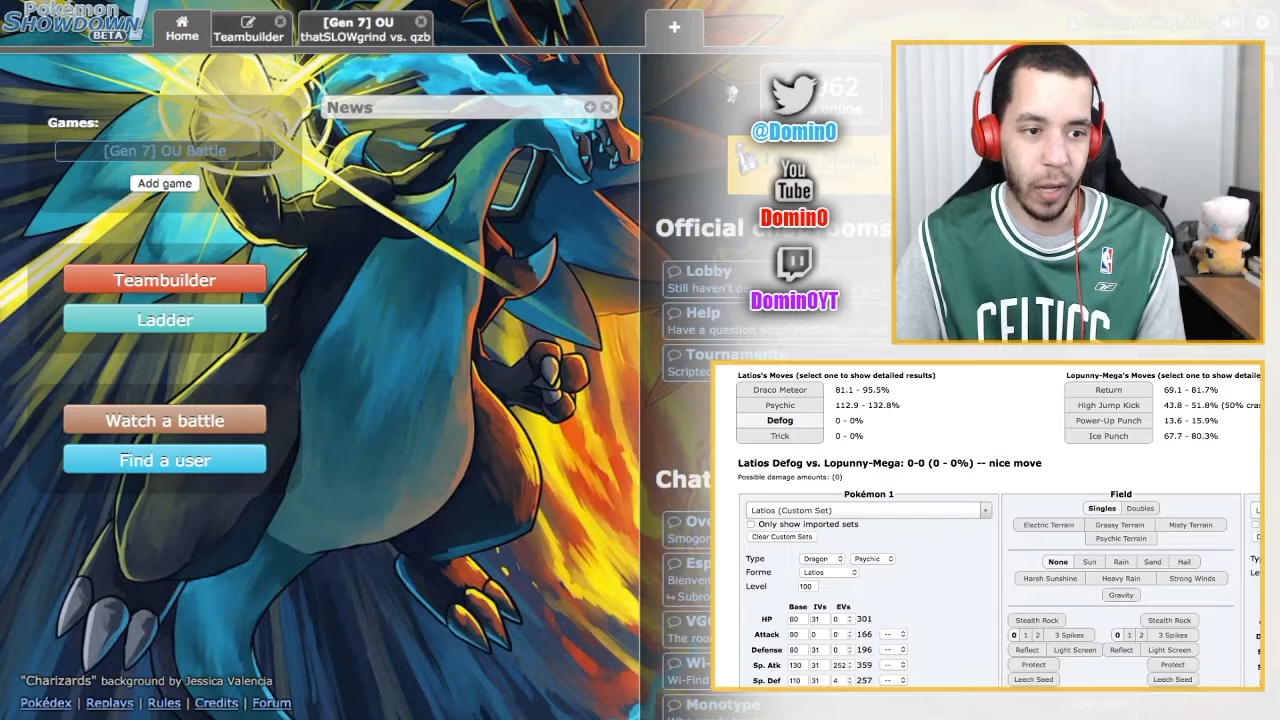 Pokémon
SHOWDOWN!
BETA
Home
Teambuilder
[Gen 7] OU
thatSLOWgrind vs. qzb
+
Games:
[Gen 7] OU Battle
Add game
News
Teambuilder
Ladder
Watch a battle
Find a user
"Charizards" background by Jessica Valencia
Pokédex | Replays | Rules | Credits | Forum
online
Official
Lobby
Help
Have a question
Tournaments
Chat
Monotype
@Domin0
You
Tube
Domin0
Domin0YT
CELTICS
Latios's Moves (select one to show detailed results)
Draco Meteor 81.1 - 95.5%
Psychic 112.9 - 132.8%
Defog 0 - 0%
Trick 0 - 0%
Lopunny-Mega's Moves (select one to show detaile
Return 69.1 - 81.7%
High Jump Kick 43.8 - 51.8% (50% cra
Power-Up Punch 13.6 - 15.9%
Ice Punch 67.7 - 80.3%
Latios Defog vs. Lopunny-Mega: 0-0 (0 - 0%) -- nice move
Possible damage amounts: (0)
Pokémon 1
Latios (Custom Set)
Only show imported sets
Clear Custom Sets
Type Dragon Psychic
Forme Latios
Level 100
Base IVs EVs
HP 80 31 0 301
Attack 90 0 0 166 --
Defense 80 31 0 196 --
Sp. Atk 130 31 252 359 --
Sp. Def 110 31 4 257 --
Field
Singles Doubles
Electric Terrain Grassy Terrain Misty Terrain
Psychic Terrain
None Sun Rain Sand Hail
Harsh Sunshine Heavy Rain Strong Winds
Gravity
Stealth Rock Stealth Rock
0 1 2 3 Spikes 0 1 2 3 Spikes
Reflect Light Screen Reflect Light Screen
Protect Protect
Leech Seed Leech Seed